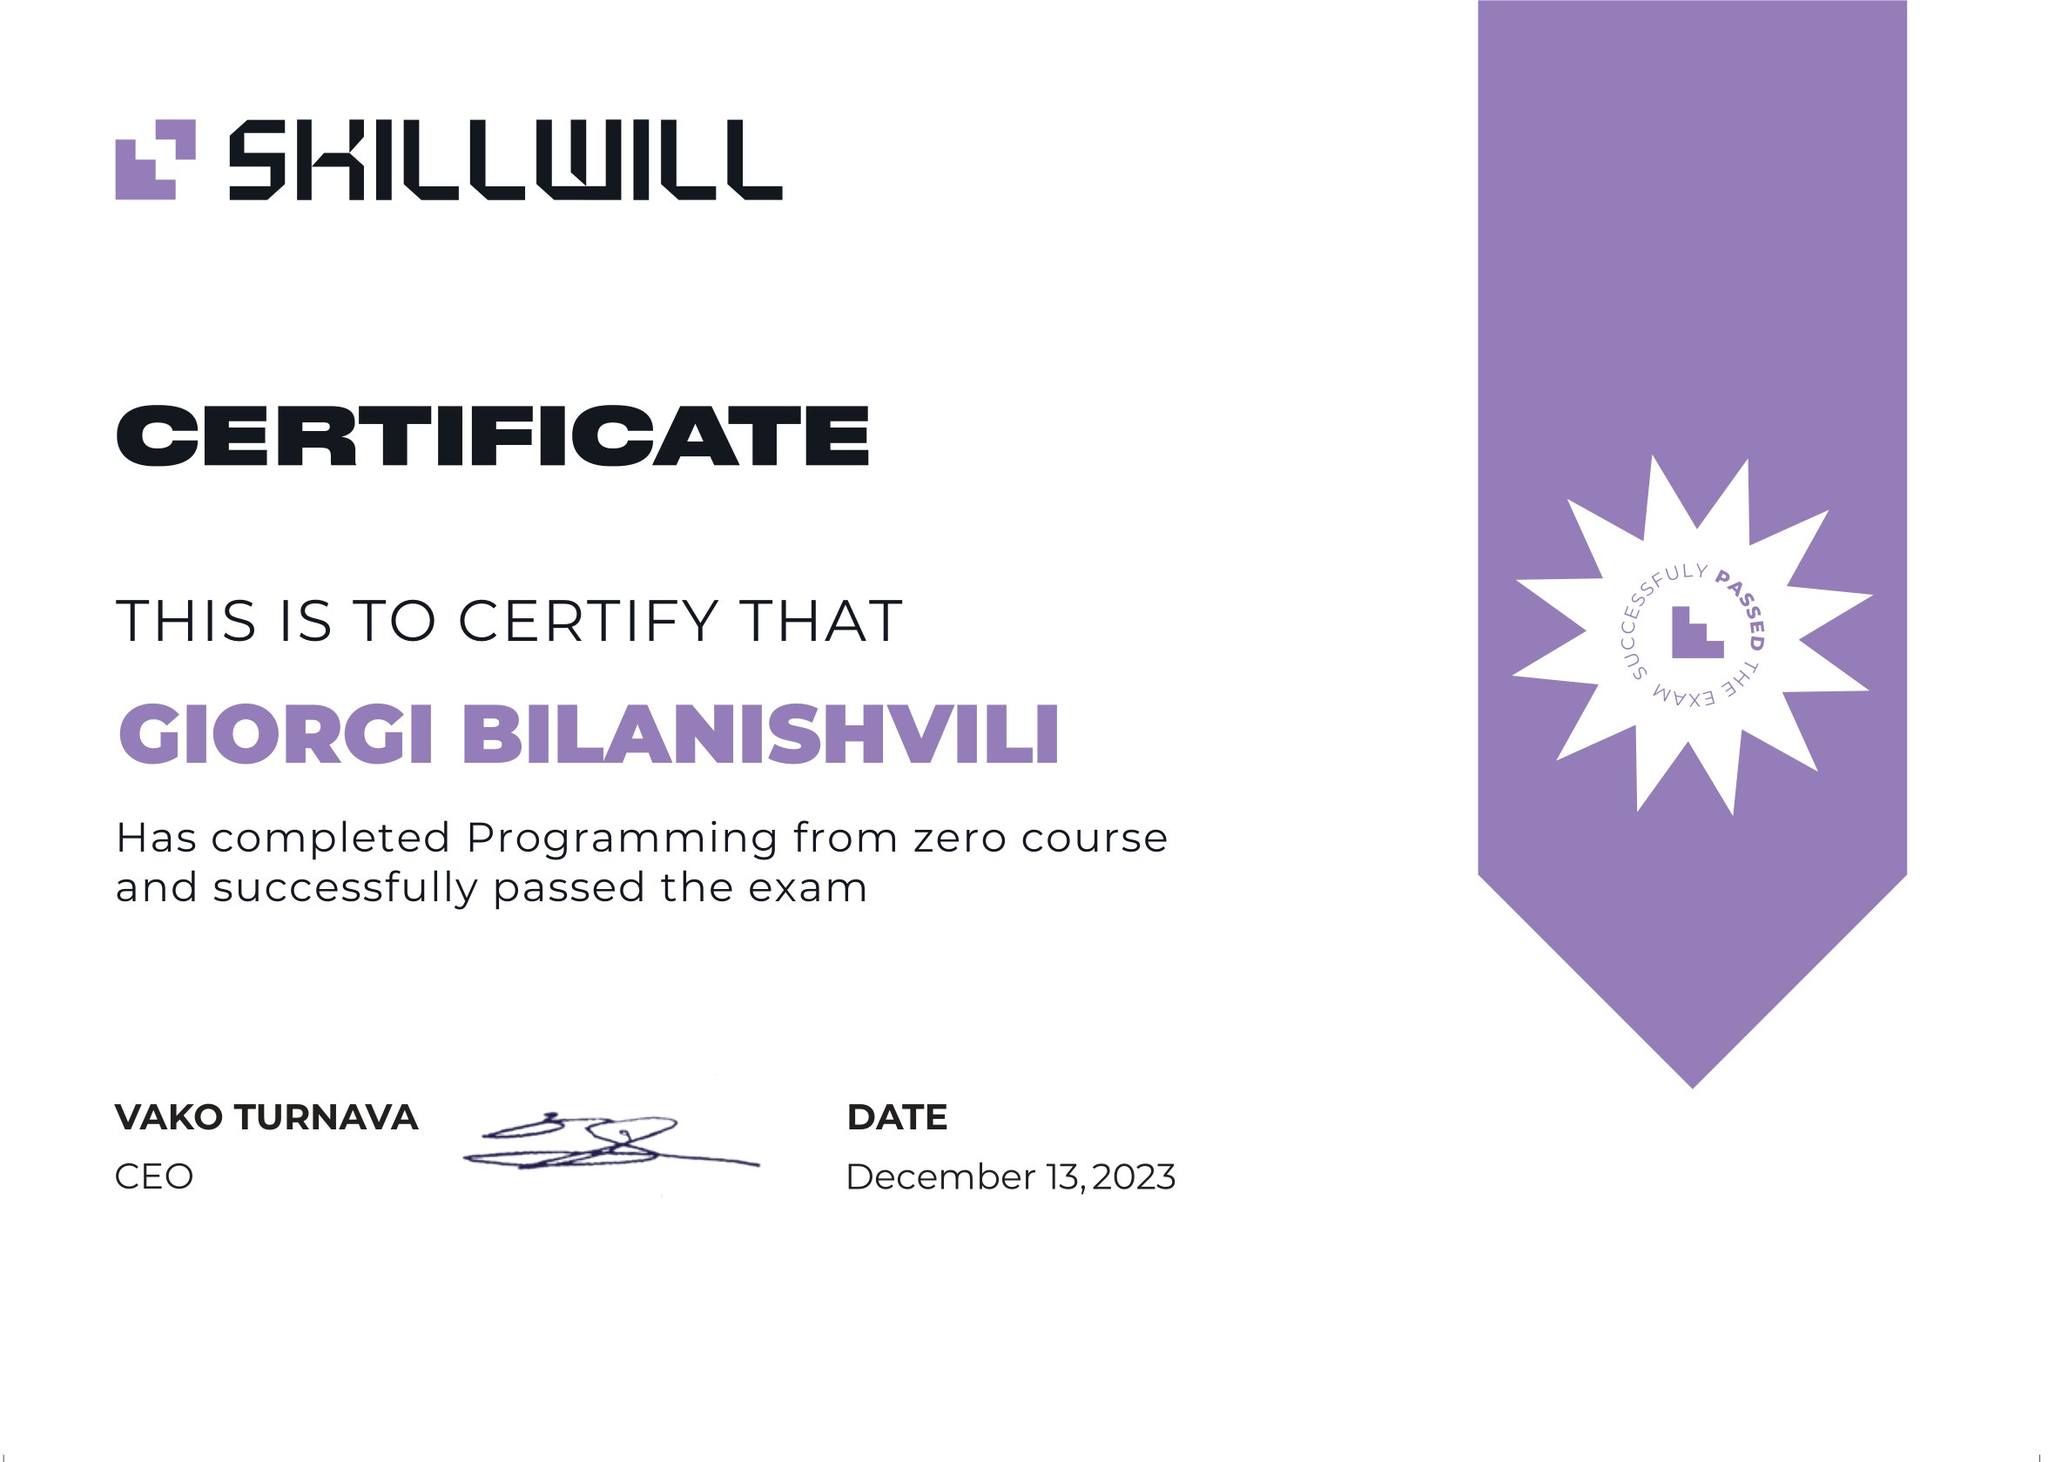 SKILLWILL
CERTIFICATE
THIS IS TO CERTIFY THAT
GIORGI BILANISHVILI
Has completed Programming from zero course
and successfully passed the exam
SUCCESSFULY PASSED THE EXAM
VAKO TURNAVA
CEO
DATE
December 13, 2023